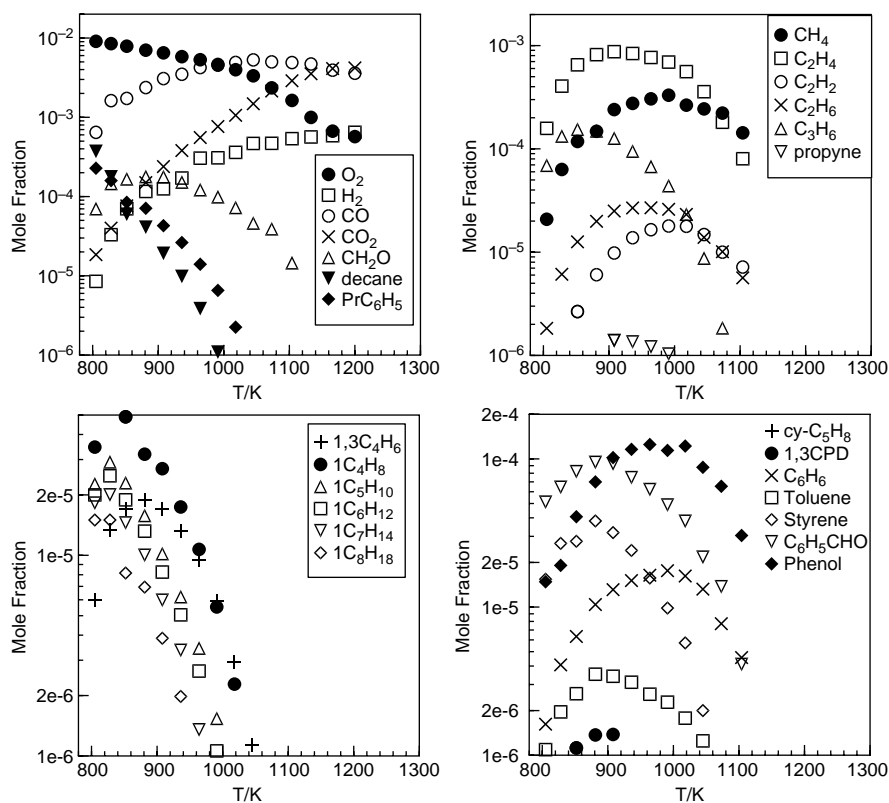 10⁻²
10⁻³
10⁻⁴
10⁻⁵
10⁻⁶
Mole Fraction
800 900 1000 1100 1200 1300
T/K
O₂
H₂
CO
CO₂
CH₂O
decane
PrC₆H₅
10⁻³
10⁻⁴
10⁻⁵
10⁻⁶
Mole Fraction
800 900 1000 1100 1200 1300
T/K
CH₄
C₂H₄
C₂H₂
C₂H₆
C₃H₆
propyne
2e-5
1e-5
2e-6
1e-6
Mole Fraction
800 900 1000 1100 1200 1300
T/K
1,3C₄H₆
1C₄H₈
1C₅H₁₀
1C₆H₁₂
1C₇H₁₄
1C₈H₁₈
2e-4
1e-4
2e-5
1e-5
2e-6
1e-6
Mole Fraction
800 900 1000 1100 1200 1300
T/K
cy-C₅H₈
1,3CPD
C₆H₆
Toluene
Styrene
C₆H₅CHO
Phenol